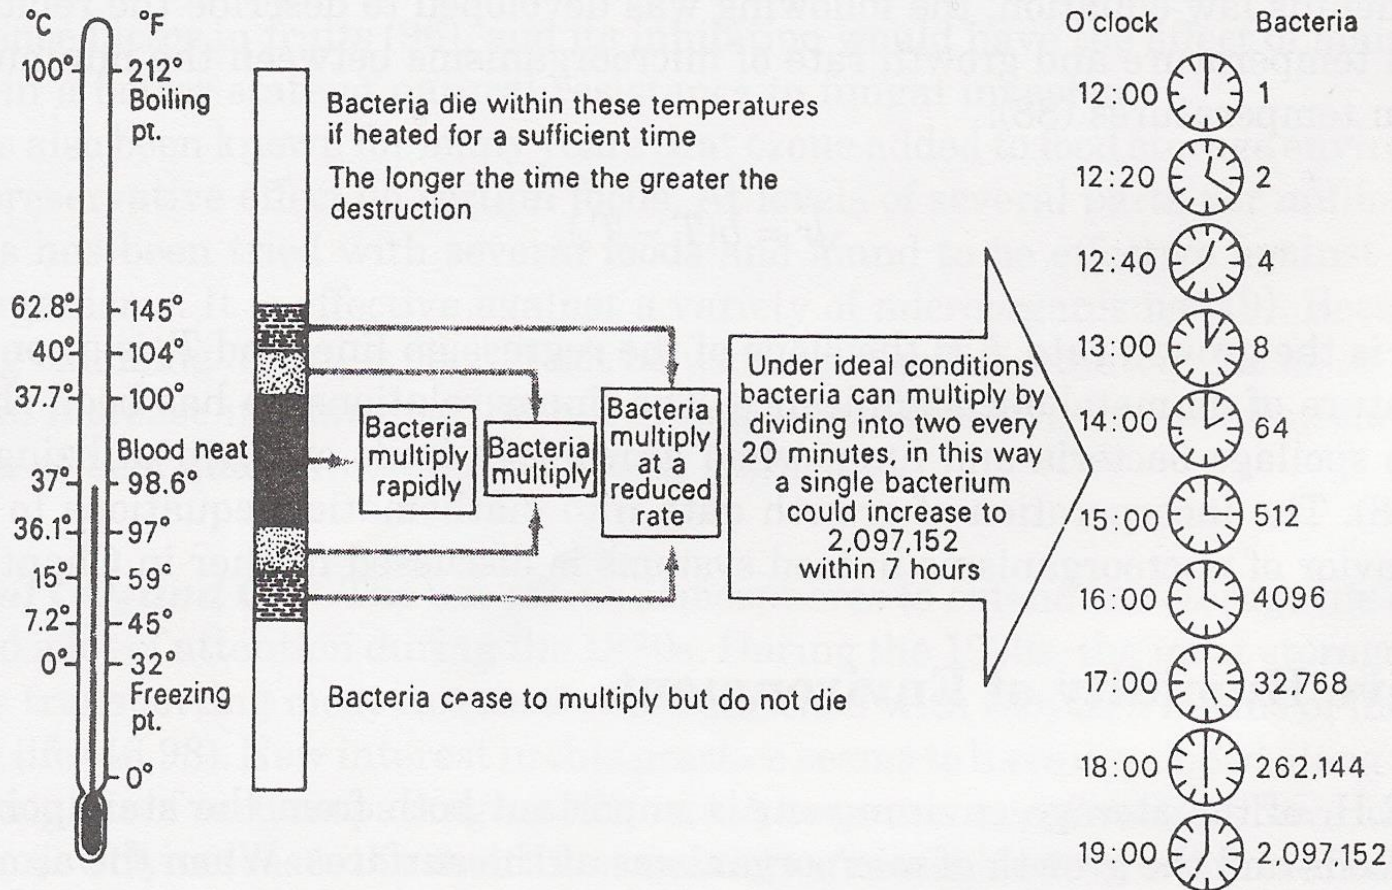 °C °F
100° 212°
Boiling
pt.
62.8° 145°
40° 104°
37.7° 100°
Blood heat
37° 98.6°
36.1° 97
15° 59°
7.2° 45°
0° 32°
Freezing
pt.
0°
Bacteria die within these temperatures
if heated for a sufficient time
The longer the time the greater the
destruction
Bacteria
multiply
rapidly
Bacteria
multiply
Bacteria
multiply
at a
reduced
rate
Bacteria cease to multiply but do not die
Under ideal conditions
bacteria can multiply by
dividing into two every
20 minutes, in this way
a single bacterium
could increase to
2,097,152
within 7 hours
O'clock Bacteria
12:00 1
12:20 2
12:40 4
13:00 8
14:00 64
15:00 512
16:00 4096
17:00 32,768
18:00 262,144
19:00 2,097,152